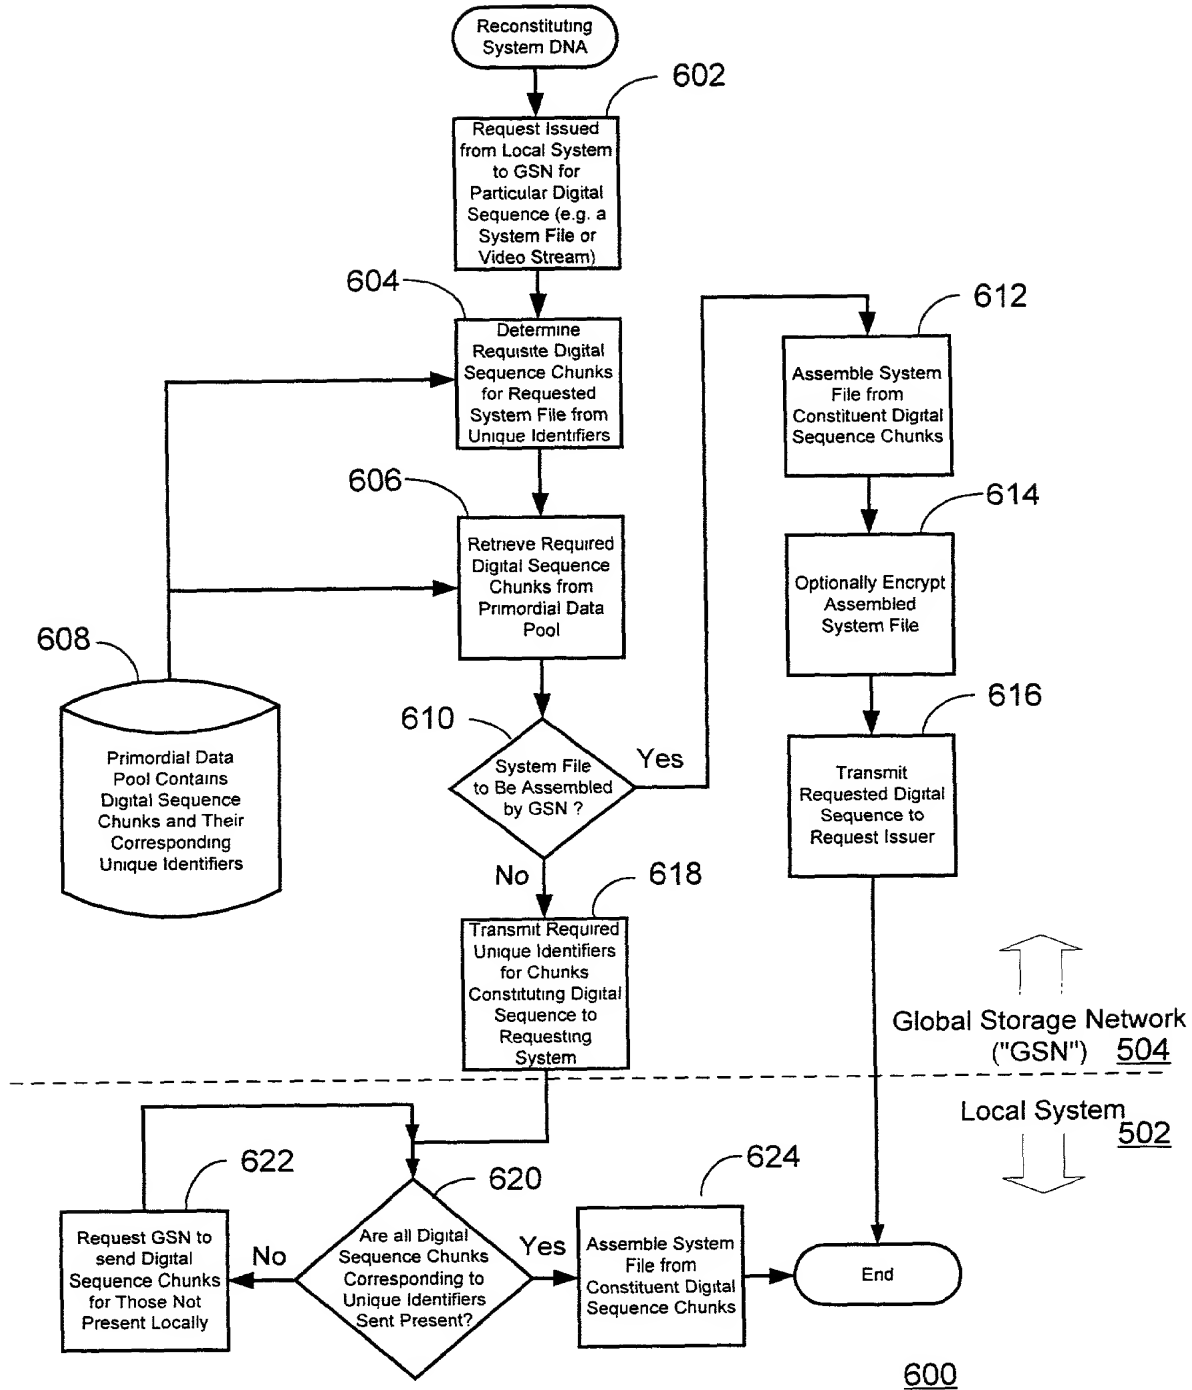 Reconstituting
System DNA
602
Request Issued
from Local System
to GSN for
Particular Digital
Sequence (e.g. a
System File or
Video Stream)
604
Determine
Requisite Digital
Sequence Chunks
for Requested
System File from
Unique Identifiers
606
Retrieve Required
Digital Sequence
Chunks from
Primordial Data
Pool
608
Primordial Data
Pool Contains
Digital Sequence
Chunks and Their
Corresponding
Unique Identifiers
610
System File
to Be Assembled
by GSN ?
Yes
No
612
Assemble System
File from
Constituent Digital
Sequence Chunks
614
Optionally Encrypt
Assembled
System File
616
Transmit
Requested Digital
Sequence to
Request Issuer
618
Transmit Required
Unique Identifiers
for Chunks
Constituting Digital
Sequence to
Requesting
System
Global Storage Network
("GSN") 504
Local System
502
620
Are all Digital
Sequence Chunks
Corresponding to
Unique Identifiers
Sent Present?
No
Yes
622
Request GSN to
send Digital
Sequence Chunks
for Those Not
Present Locally
624
Assemble System
File from
Constituent Digital
Sequence Chunks
End
600